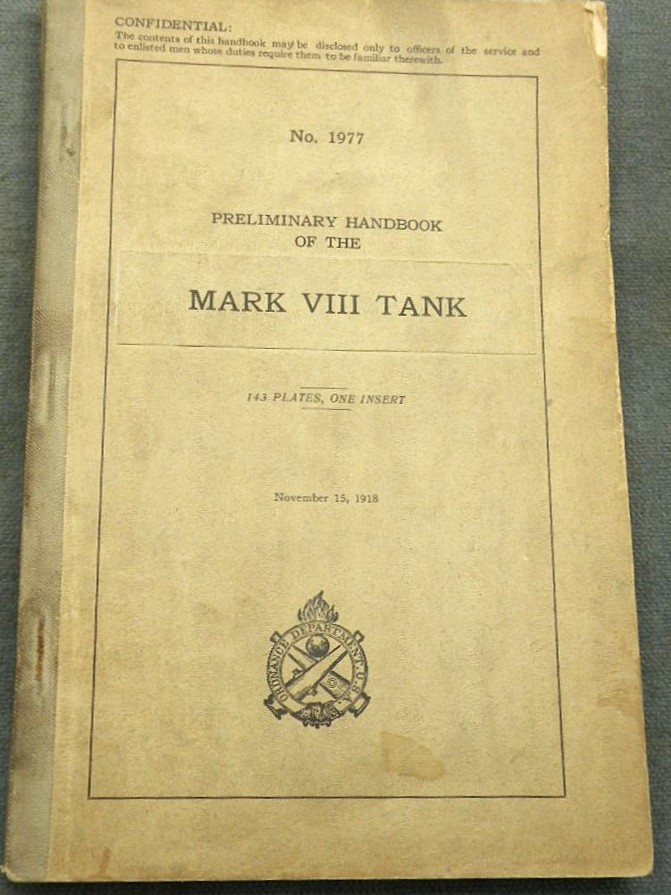 CONFIDENTIAL:
The contents of this handbook may be disclosed only to officers of the service and
to enlisted men whose duties require them to be familiar therewith.
No. 1977
PRELIMINARY HANDBOOK
OF THE
MARK VIII TANK
143 PLATES, ONE INSERT
November 15, 1918
ORDNANCE DEPARTMENT. U.S.A.